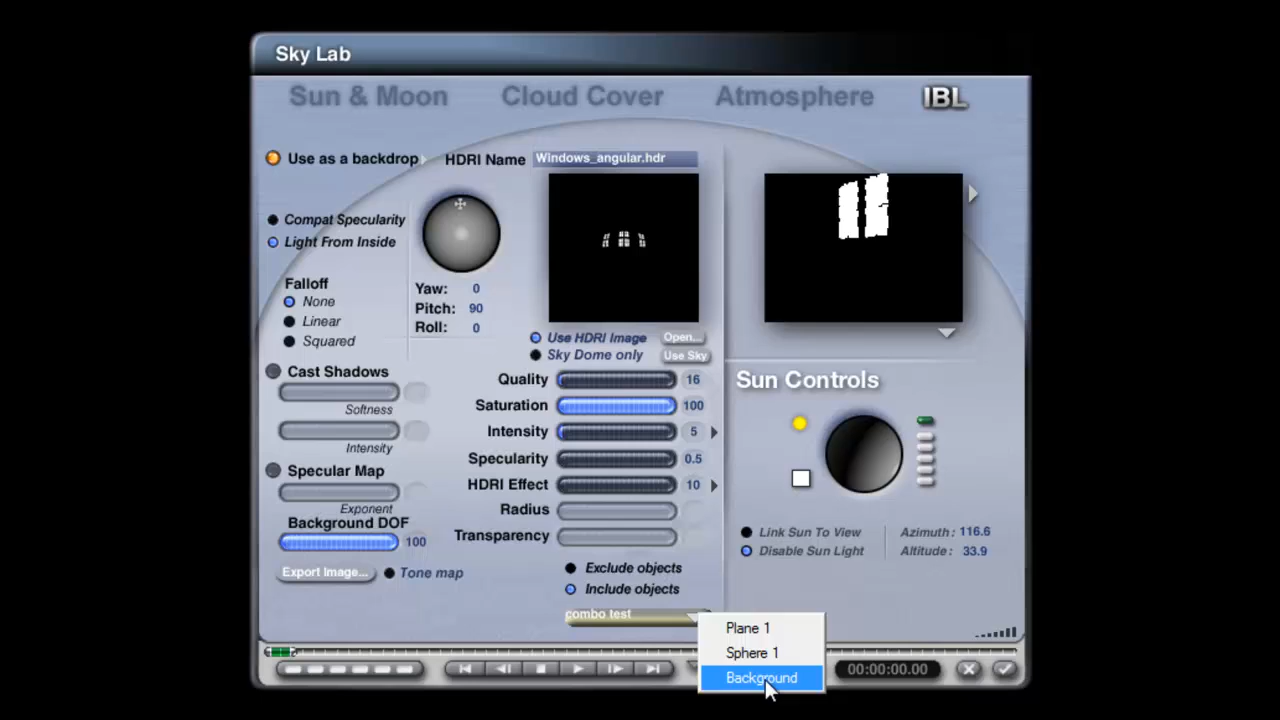 Sky Lab
Sun & Moon Cloud Cover Atmosphere IBL
Use as a backdrop
HDRI Name Windows_angular.hdr
Compat Specularity
Light From Inside
Falloff
None
Linear
Squared
Yaw: 0
Pitch: 90
Roll: 0
Use HDRI Image Open...
Sky Dome only Use Sky
Cast Shadows
Softness
Intensity
Specular Map
Exponent
Background DOF
100
Export Image... Tone map
Quality 16
Saturation 100
Intensity 5
Specularity 0.5
HDRI Effect 10
Radius
Transparency
Exclude objects
Include objects
combo test
Plane 1
Sphere 1
Background
Sun Controls
Link Sun To View
Disable Sun Light
Azimuth: 116.6
Altitude: 33.9
00:00:00.00